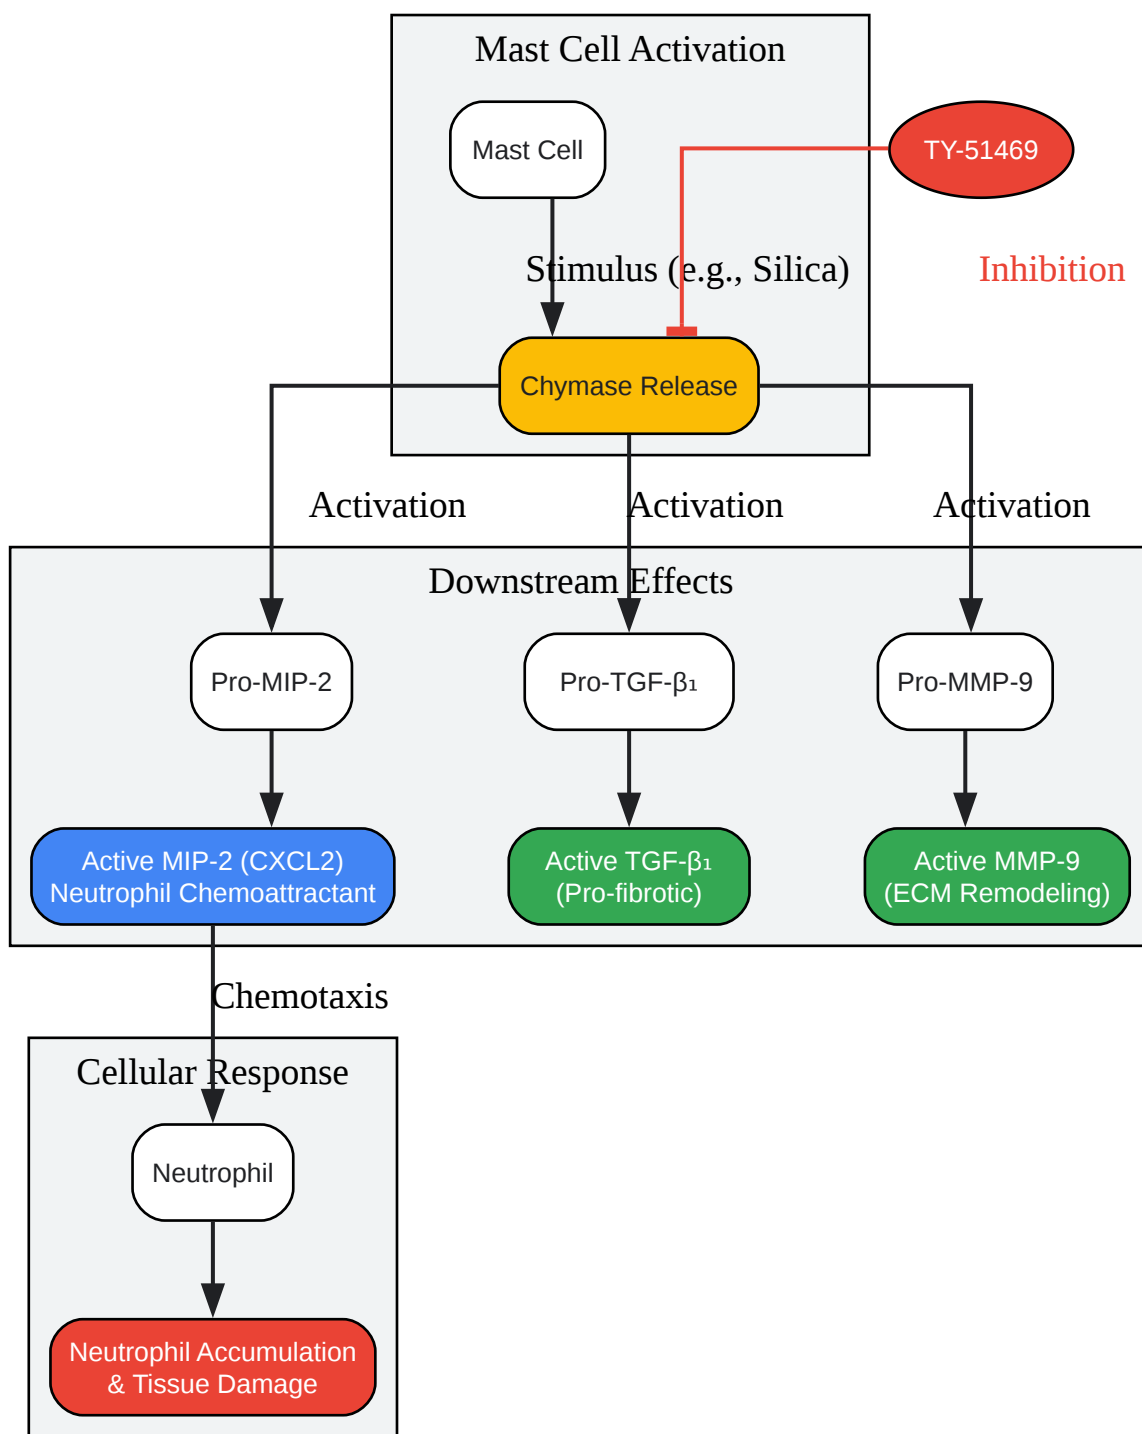 Mast Cell Activation
Mast Cell
TY-51469
Stimulus (e.g., Silica)
Inhibition
Chymase Release
Activation
Activation
Activation
Downstream Effects
Pro-MIP-2
Pro-TGF-β₁
Pro-MMP-9
Active MIP-2 (CXCL2)
Neutrophil Chemoattractant
Active TGF-β₁
(Pro-fibrotic)
Active MMP-9
(ECM Remodeling)
Chemotaxis
Cellular Response
Neutrophil
Neutrophil Accumulation
& Tissue Damage